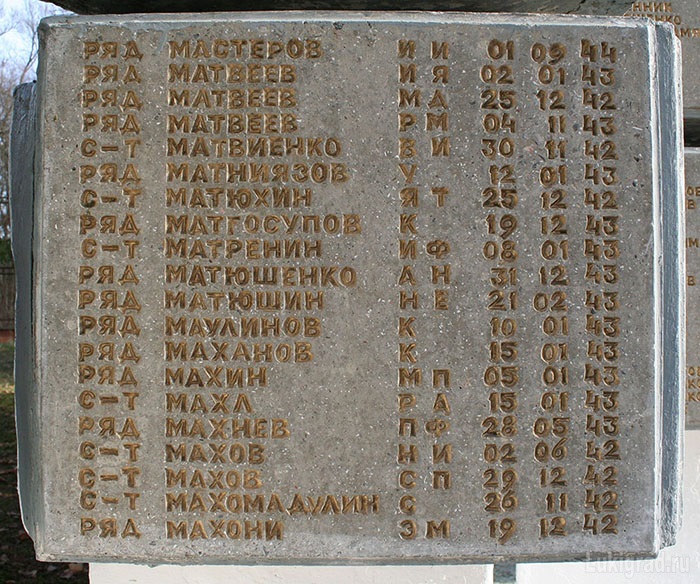 РЯД МАСТЕРОВ И И 01 09 44
РЯД МАТВЕЕВ И Я 02 01 43
РЯД МАТВЕЕВ М Д 25 12 42
РЯД МАТВЕЕВ Р М 04 11 43
С-Т МАТВИЕНКО В И 30 11 42
РЯД МАТНИЯЗОВ У 12 01 43
С-Т МАТЮХИН Я Т 25 12 42
РЯД МАТГОСУПОВ К 19 12 43
С-Т МАТРЕНИН И Ф 08 01 43
РЯД МАТЮШЕНКО А Н 31 12 43
РЯД МАТЮШИН Н Е 21 02 43
РЯД МАУЛИНОВ К 10 01 43
РЯД МАХАНОВ К 15 01 43
РЯД МАХИН М П 05 01 43
С-Т МАХЛ Р А 15 01 43
РЯД МАХНЕВ П Ф 28 05 43
С-Т МАХОВ Н И 02 06 42
С-Т МАХОВ С П 29 12 42
С-Т МАХОМАДУЛИН С 26 11 42
РЯД МАХОНИ Э М 19 12 42
Lukigrad.ru